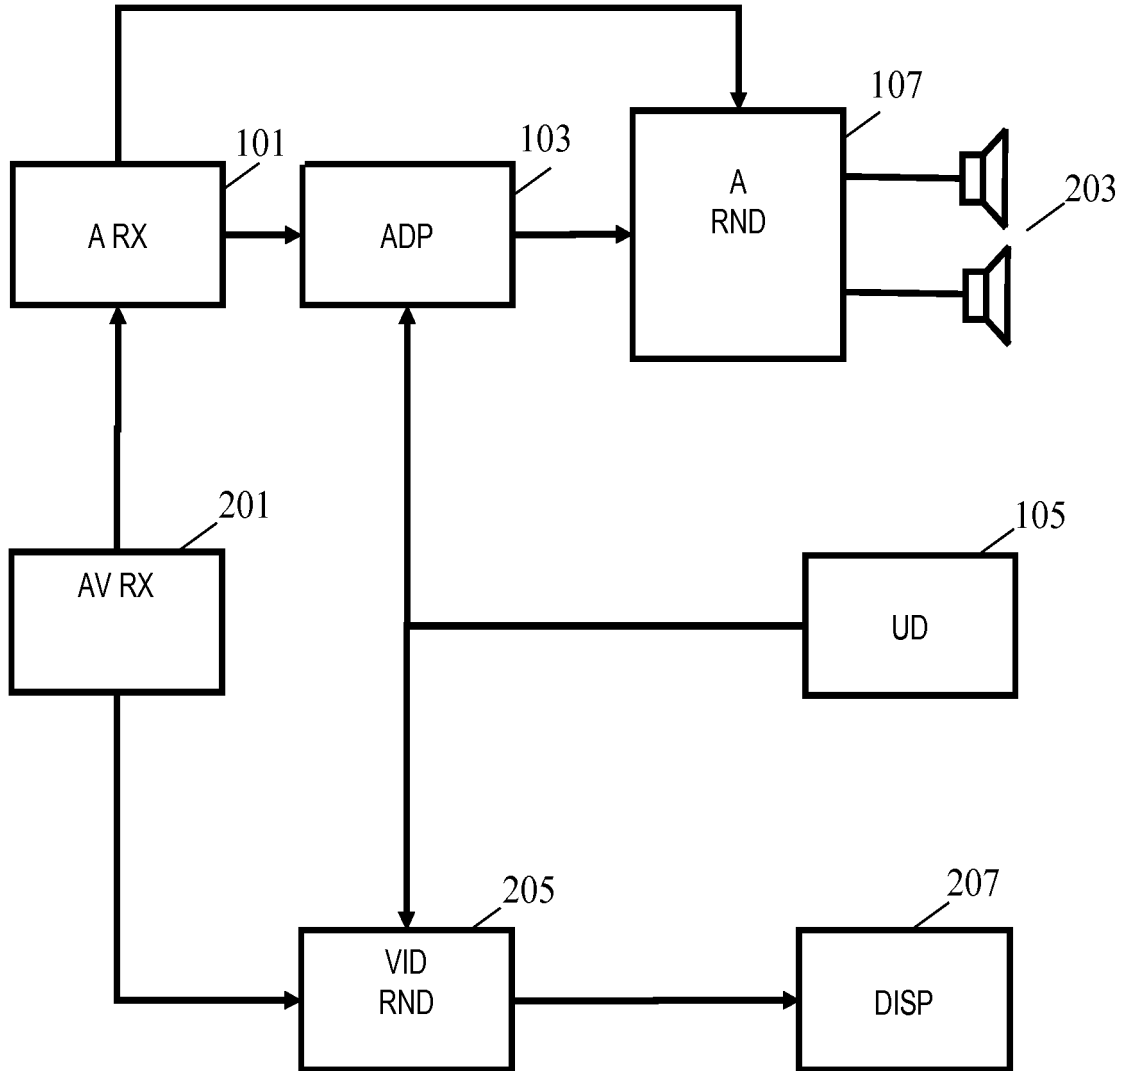 107
101
103
A
RND
203
A RX
ADP
201
105
AV RX
UD
205
207
VID
RND
DISP